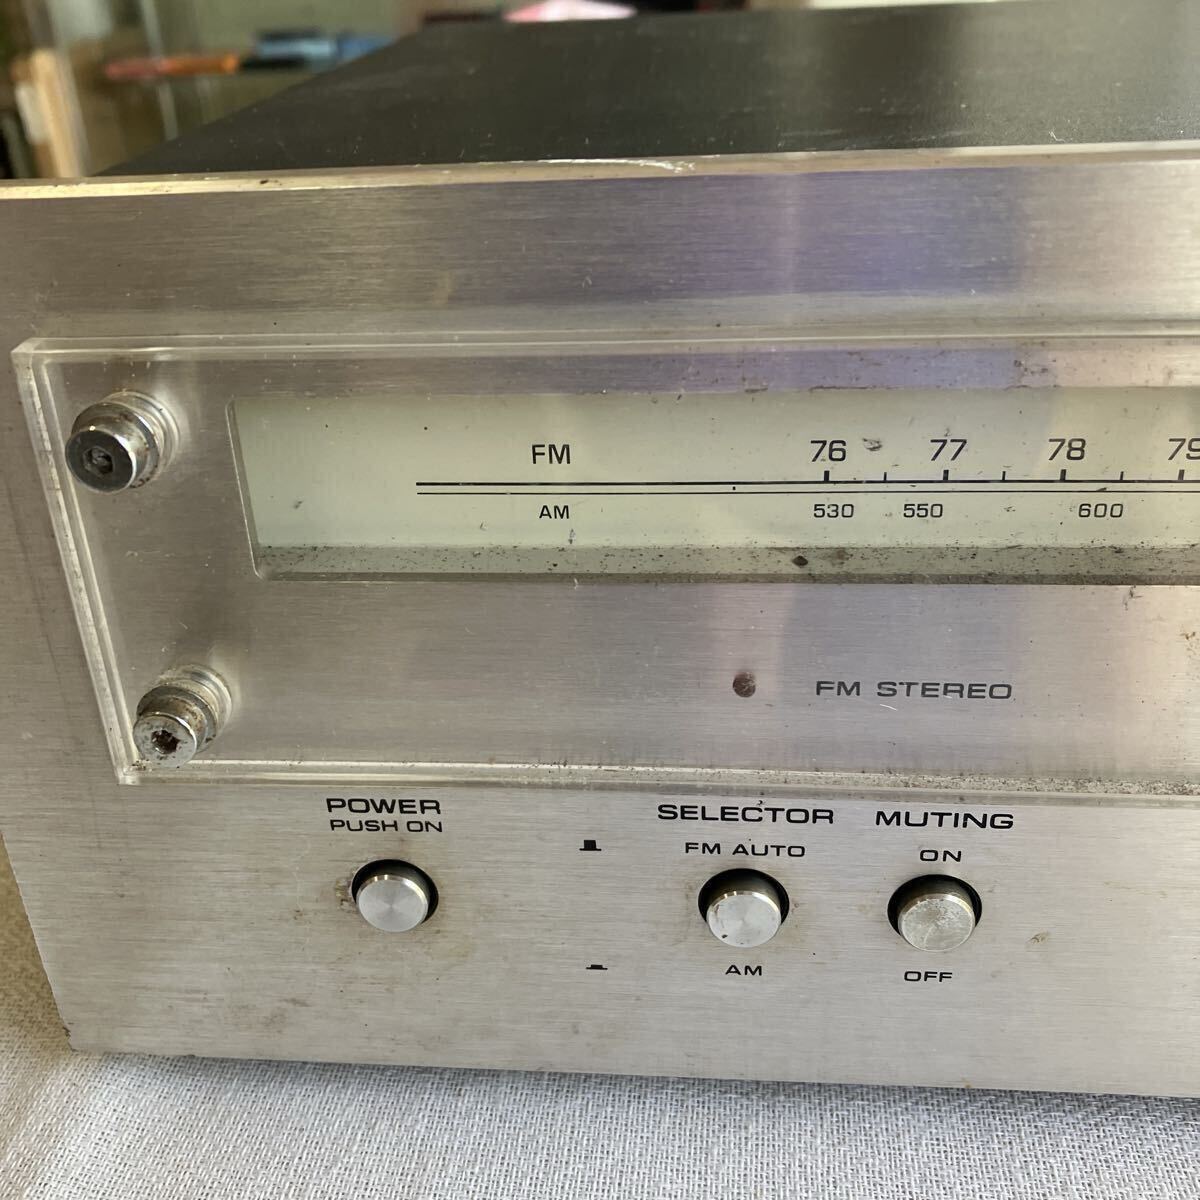 FM 76 77 78 79
AM 530 550 600
FM STEREO
POWER
PUSH ON
SELECTOR
FM AUTO
AM
MUTING
ON
OFF